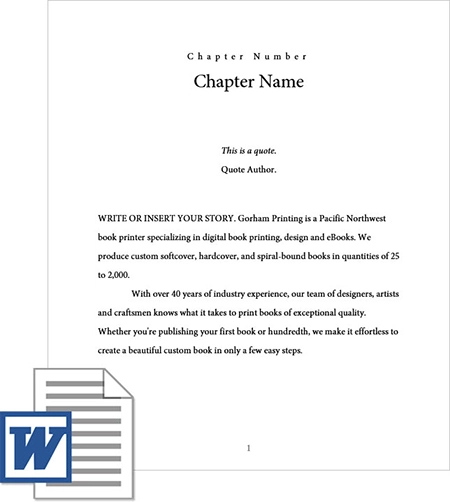 Chapter Number
Chapter Name
This is a quote.
Quote Author.
WRITE OR INSERT YOUR STORY. Gorham Printing is a Pacific Northwest
book printer specializing in digital book printing, design and eBooks. We
produce custom softcover, hardcover, and spiral-bound books in quantities of 25
to 2,000.
With over 40 years of industry experience, our team of designers, artists
and craftsmen knows what it takes to print books of exceptional quality.
Whether you're publishing your first book or hundredth, we make it effortless to
create a beautiful custom book in only a few easy steps.
1
W